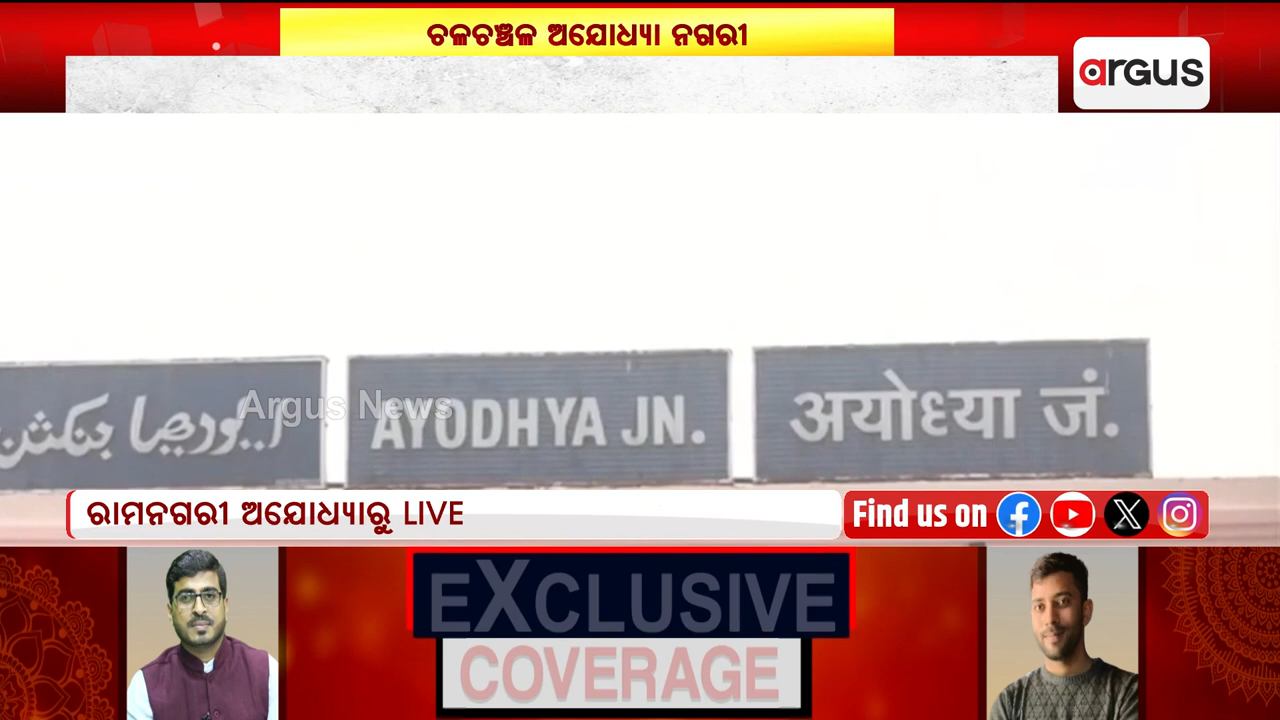 ଚଳଚଞ୍ଚଳ ଅଯୋଧ୍ୟା ନଗରୀ
argus
Argus News
AYODHYA JN.
अयोध्या जं.
ରାମନଗରୀ ଅଯୋଧ୍ୟାରୁ LIVE
Find us on
EXCLUSIVE
COVERAGE